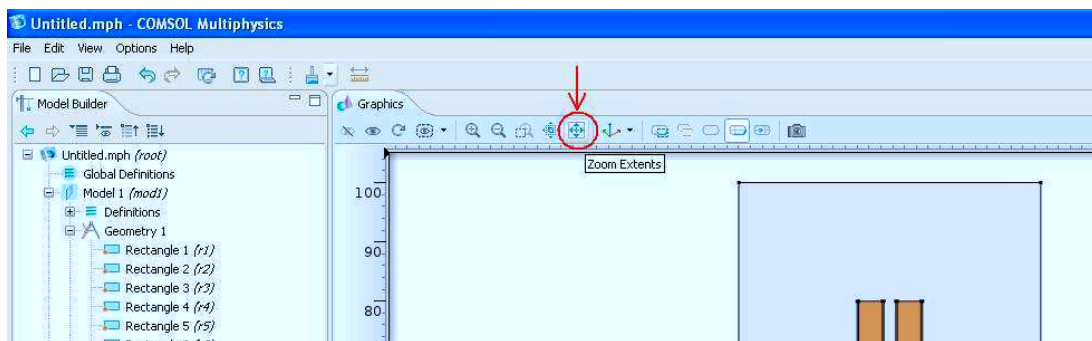 Untitled.mph - COMSOL Multiphysics
File Edit View Options Help
Model Builder
Graphics
Zoom Extents
Untitled.mph (root)
Global Definitions
Model 1 (mod1)
Definitions
Geometry 1
Rectangle 1 (r1)
Rectangle 2 (r2)
Rectangle 3 (r3)
Rectangle 4 (r4)
Rectangle 5 (r5)
100
90
80